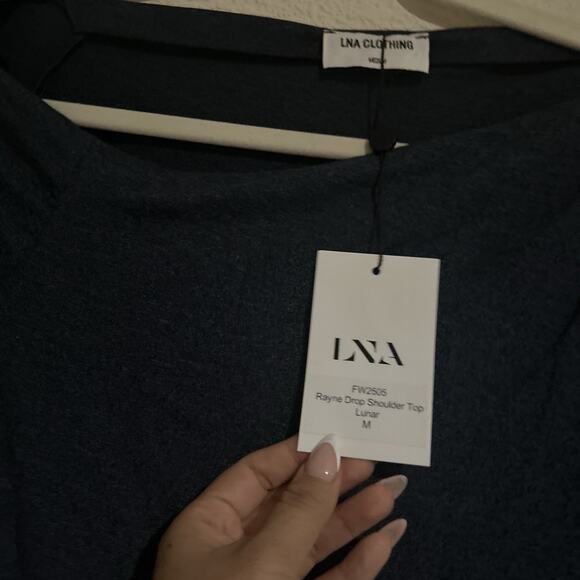 LNA CLOTHING
LNA
FW2505
Rayne Drop Shoulder Top
Lunar
M